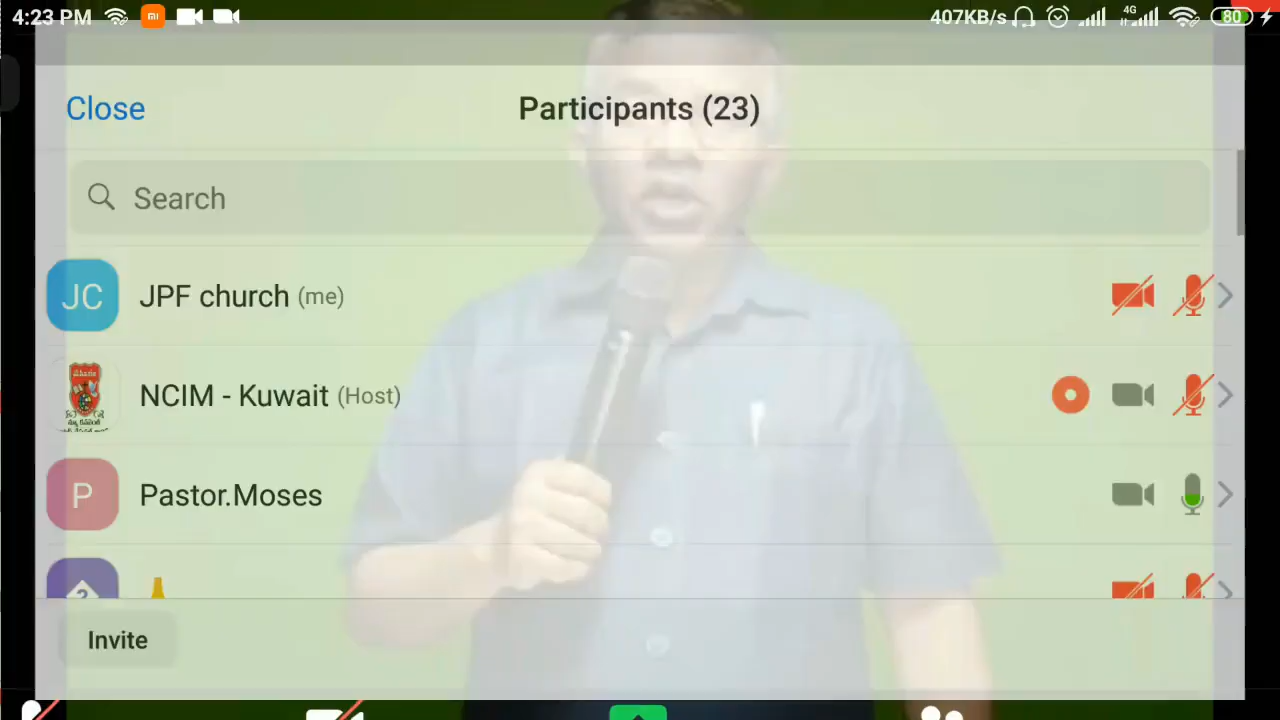 4:23 PM
407KB/s
4G
80
Close
Participants (23)
Search
JC
JPF church (me)
NCIM - Kuwait (Host)
P
Pastor.Moses
Invite